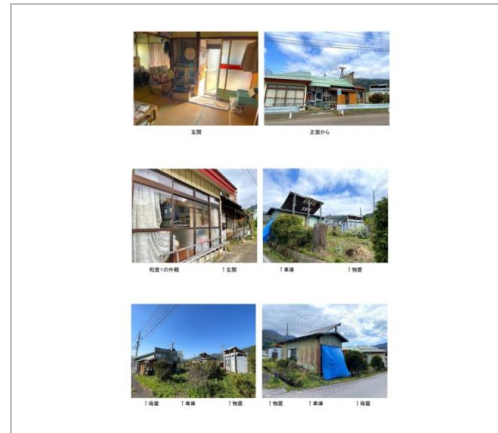 玄関
正面から
和室1の外観 ↑玄関
↑車庫 ↑物置
↑母屋 ↑車庫 ↑物置
↑物置 ↑車庫 ↑母屋